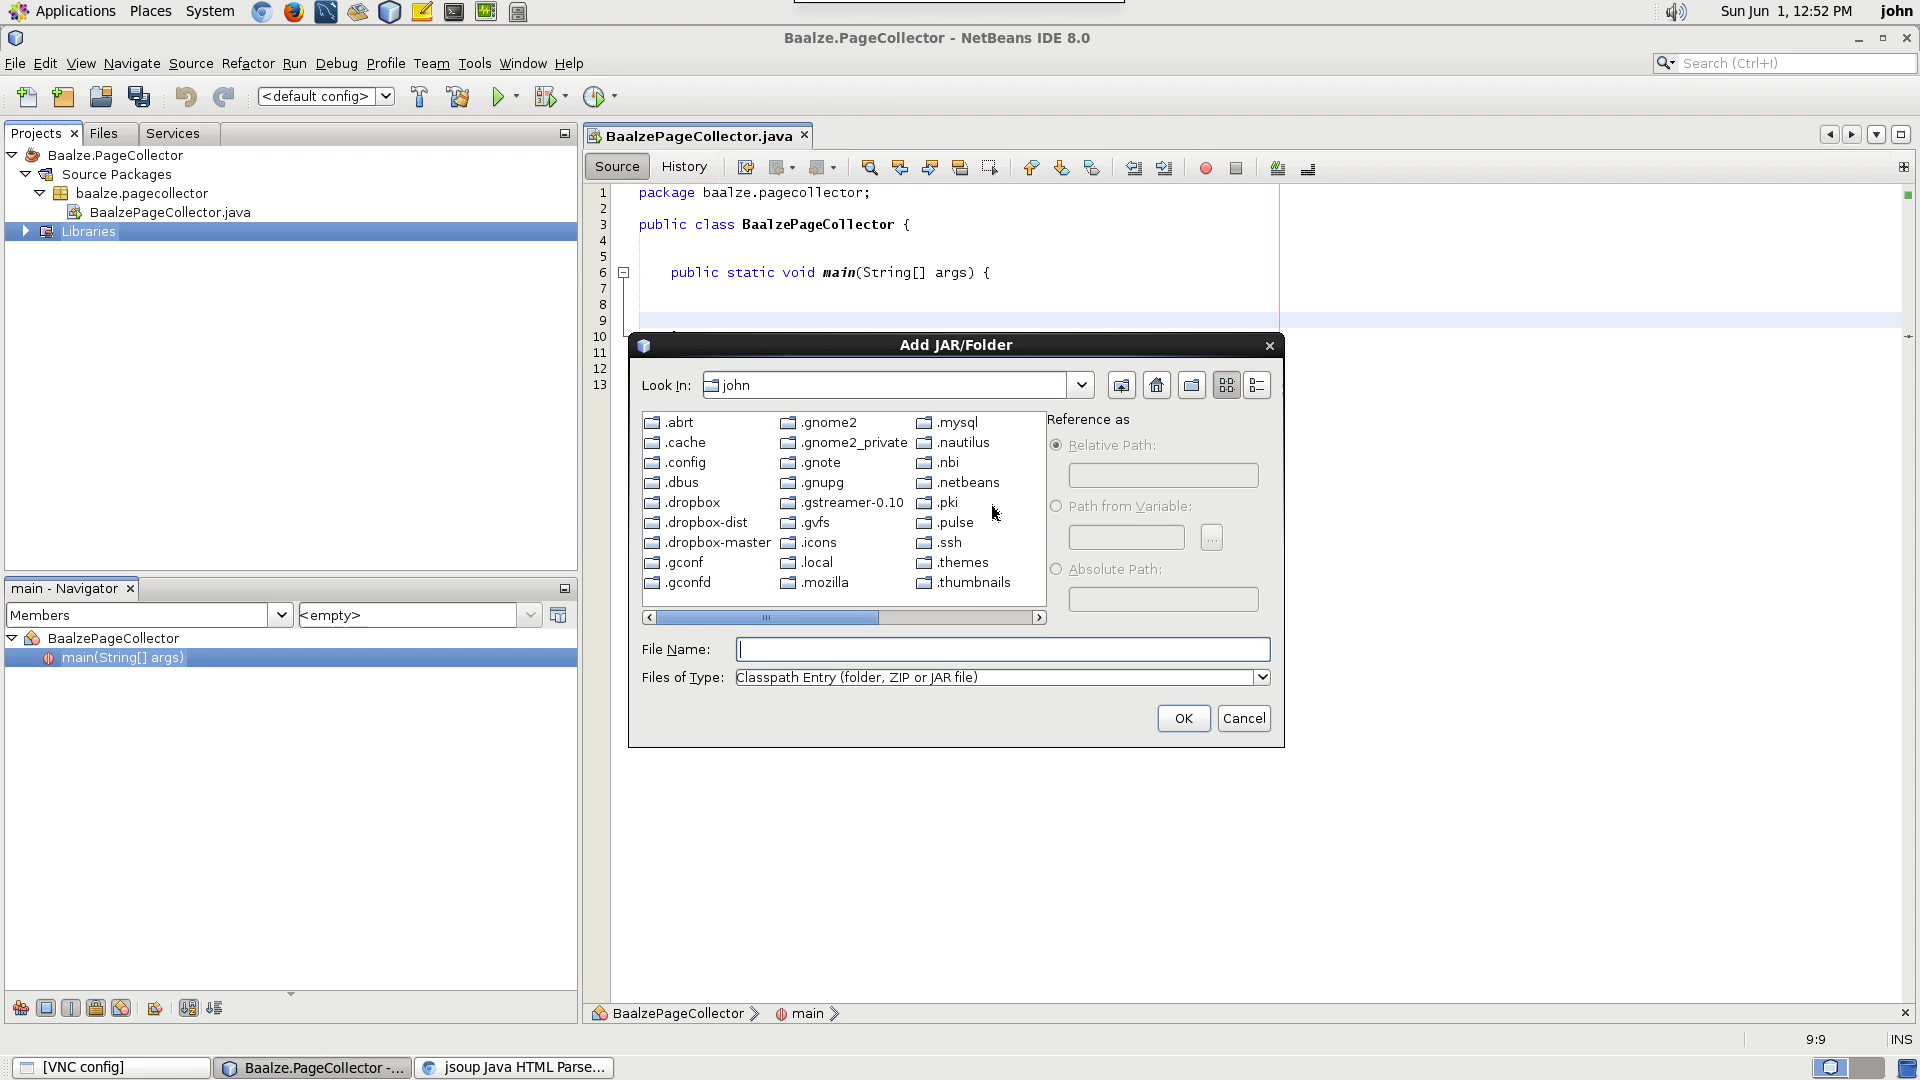 Applications Places System Sun Jun 1, 12:52 PM john
Baalze.PageCollector - NetBeans IDE 8.0
File Edit View Navigate Source Refactor Run Debug Profile Team Tools Window Help Search (Ctrl+I)
<default config>
Projects Files Services
Baalze.PageCollector
Source Packages
baalze.pagecollector
BaalzePageCollector.java
Libraries
main - Navigator
Members <empty>
BaalzePageCollector
main(String[] args)
BaalzePageCollector.java
Source History
1 package baalze.pagecollector;
2
3 public class BaalzePageCollector {
4
5
6 public static void main(String[] args) {
7
8
9
10
11
12
13
Add JAR/Folder
Look In: john
.abrt .gnome2 .mysql
.cache .gnome2_private .nautilus
.config .gnote .nbi
.dbus .gnupg .netbeans
.dropbox .gstreamer-0.10 .pki
.dropbox-dist .gvfs .pulse
.dropbox-master .icons .ssh
.gconf .local .themes
.gconfd .mozilla .thumbnails
Reference as
Relative Path:
Path from Variable:
...
Absolute Path:
File Name:
Files of Type: Classpath Entry (folder, ZIP or JAR file)
OK Cancel
BaalzePageCollector main
9:9 INS
[VNC config] Baalze.PageCollector -... jsoup Java HTML Parse...